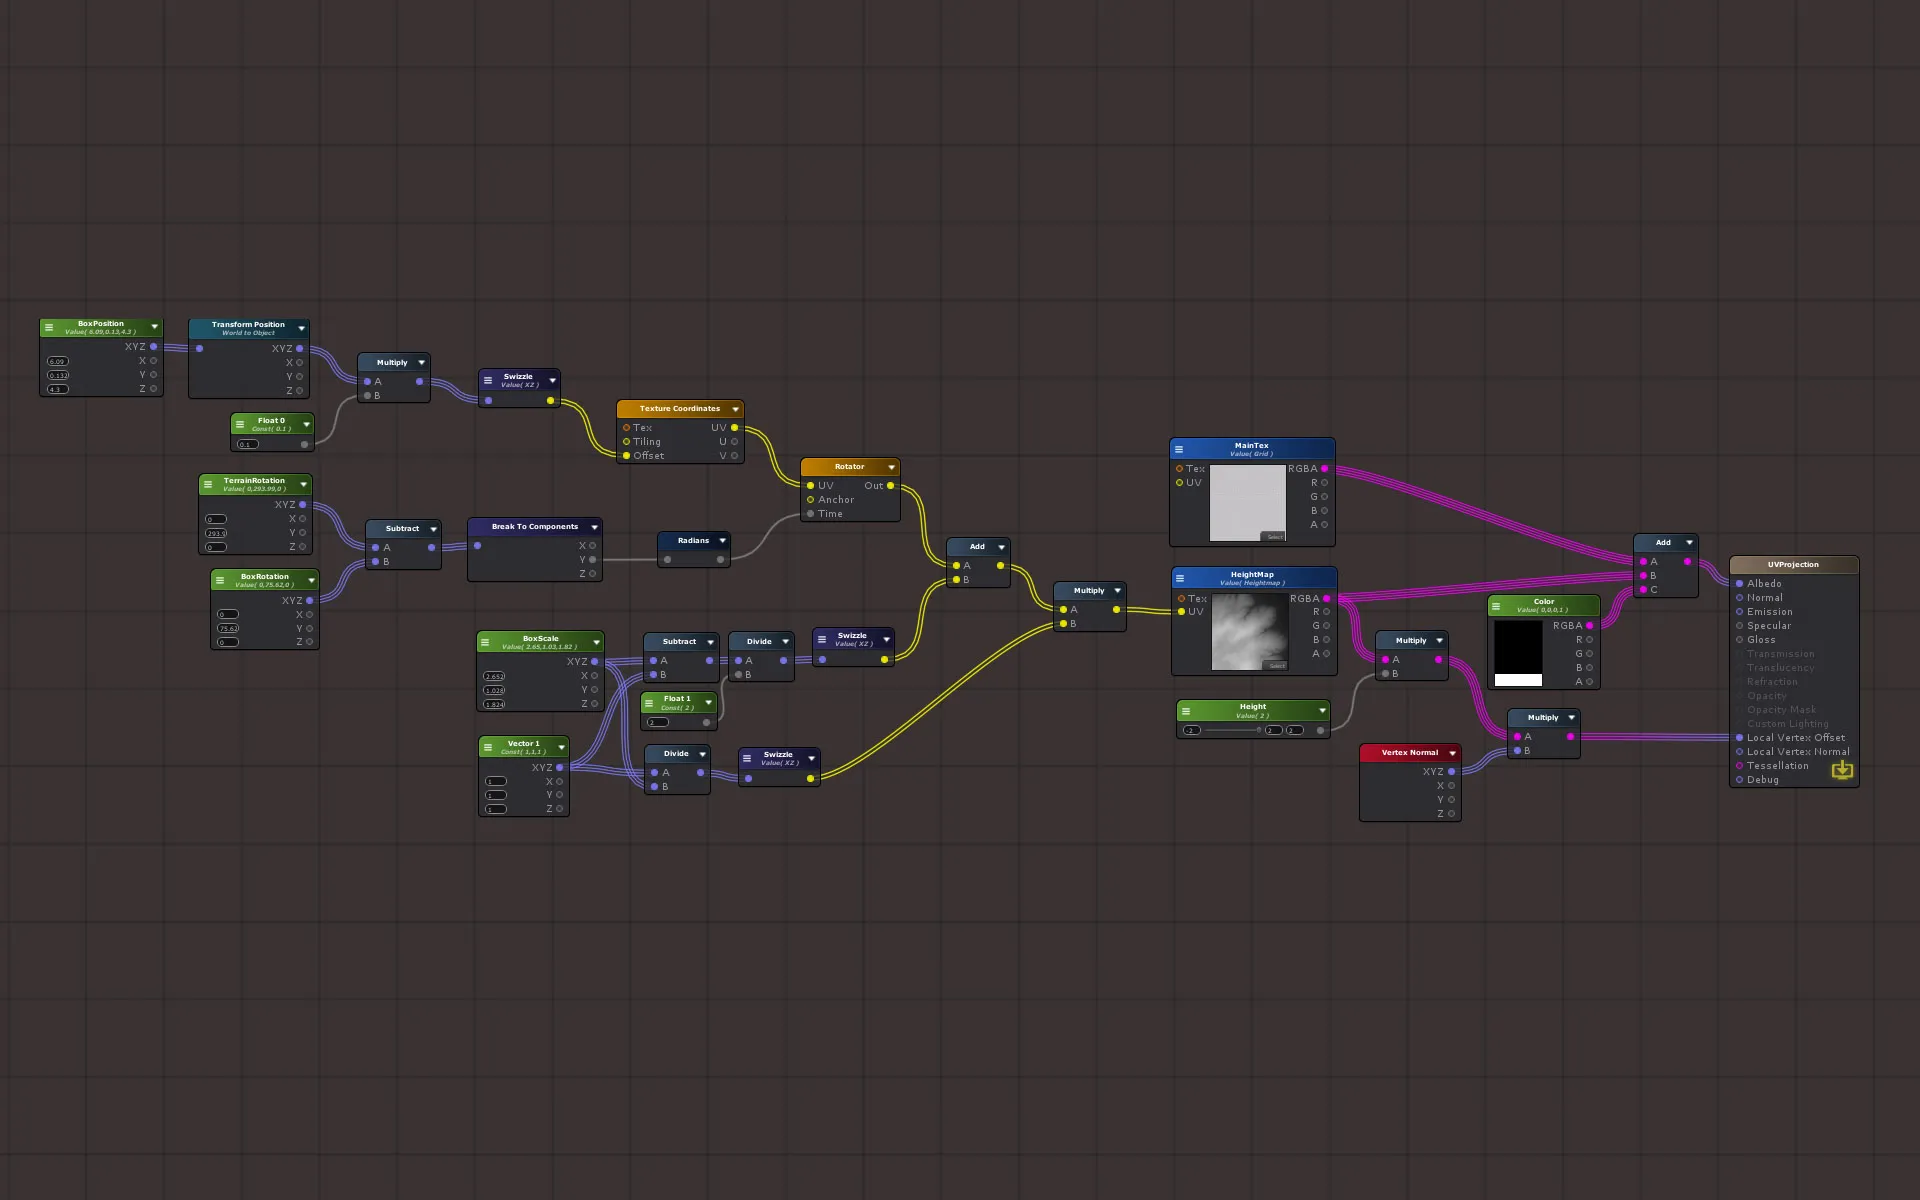 BoxPosition
Value( 6.09,0.13,4.3 )
XYZ
6.09 X
0.132 Y
4.3 Z
Transform Position
World to Object
XYZ
X
Y
Z
Multiply
A
B
Float 0
Const( 0.1 )
0.1
Swizzle
Value( XZ )
Texture Coordinates
Tex UV
Tiling U
Offset V
Rotator
UV Out
Anchor
Time
TerrainRotation
Value( 0,293.99,0 )
XYZ
0 X
293.9 Y
0 Z
Subtract
A
B
Break To Components
X
Y
Z
Radians
BoxRotation
Value( 0,75.62,0 )
XYZ
0 X
75.62 Y
0 Z
Add
A
B
Multiply
A
B
BoxScale
Value( 2.65,1.03,1.82 )
XYZ
2.652 X
1.028 Y
1.824 Z
Subtract
A
B
Divide
A
B
Swizzle
Value( XZ )
Float 1
Const( 2 )
2
Vector 1
Const( 1,1,1 )
XYZ
1 X
1 Y
1 Z
Divide
A
B
Swizzle
Value( XZ )
MainTex
Value( Grid )
Tex RGBA
UV R
G
B
A
Select
HeightMap
Value( Heightmap )
Tex RGBA
UV R
G
B
A
Select
Height
Value( 2 )
-2 2 2
Multiply
A
B
Vertex Normal
XYZ
X
Y
Z
Color
Value( 0,0,0,1 )
RGBA
R
G
B
A
Multiply
A
B
Add
A
B
C
UVProjection
Albedo
Normal
Emission
Specular
Gloss
Transmission
Translucency
Refraction
Opacity
Opacity Mask
Custom Lighting
Local Vertex Offset
Local Vertex Normal
Tessellation
Debug